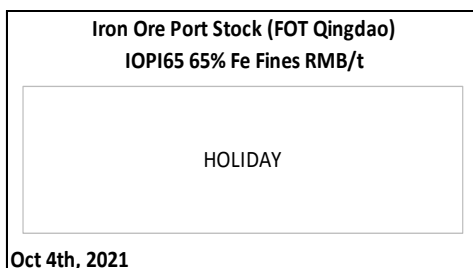 Iron Ore Port Stock (FOT Qingdao)
IOPI65 65% Fe Fines RMB/t
HOLIDAY
Oct 4th, 2021